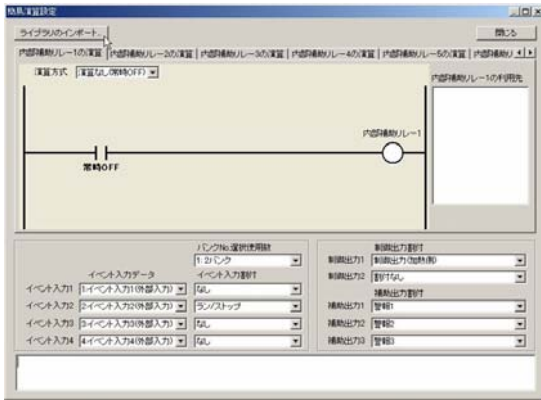 簡易演算設定
ライブラリのインポート... 閉じる
内部補助リレー1の演算 内部補助リレー2の演算 内部補助リレー3の演算 内部補助リレー4の演算 内部補助リレー5の演算 内部補助リ
演算方式 演算なし(常時OFF)
内部補助リレー1の利用先
内部補助リレー1
常時OFF
バンクNo.選択使用数
1: 2バンク
イベント入力データ イベント入力割付
イベント入力1 1:イベント入力1(外部入力) なし
イベント入力2 2:イベント入力2(外部入力) ラン/ストップ
イベント入力3 3:イベント入力3(外部入力) なし
イベント入力4 4:イベント入力4(外部入力) なし
制御出力割付
制御出力1 制御出力(加熱側)
制御出力2 割付なし
補助出力割付
補助出力1 警報1
補助出力2 警報2
補助出力3 警報3